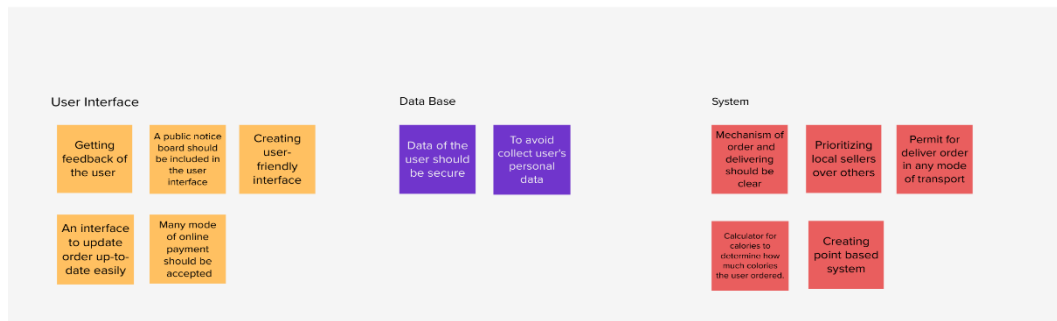 User Interface
Data Base
System
Getting
feedback of
the user
A public notice
board should
be included in
the user
interface
Creating
user-
friendly
interface
An interface
to update
order up-to-
date easily
Many mode
of online
payment
should be
accepted
Data of the
user should
be secure
To avoid
collect user's
personal
data
Mechanism of
order and
delivering
should be
clear
Prioritizing
local sellers
over others
Permit for
deliver order
in any mode
of transport
Calculator for
calories to
determine how
much calories
the user ordered.
Creating
point based
system